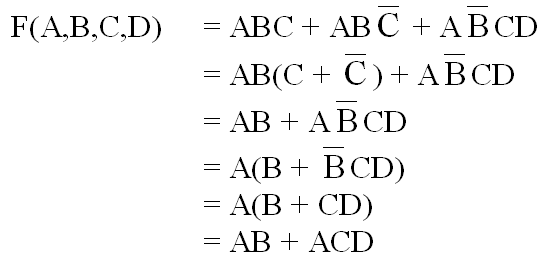 F(A,B,C,D) = ABC + ABC̅ + AB̅CD
= AB(C + C̅) + AB̅CD
= AB + AB̅CD
= A(B + B̅CD)
= A(B + CD)
= AB + ACD